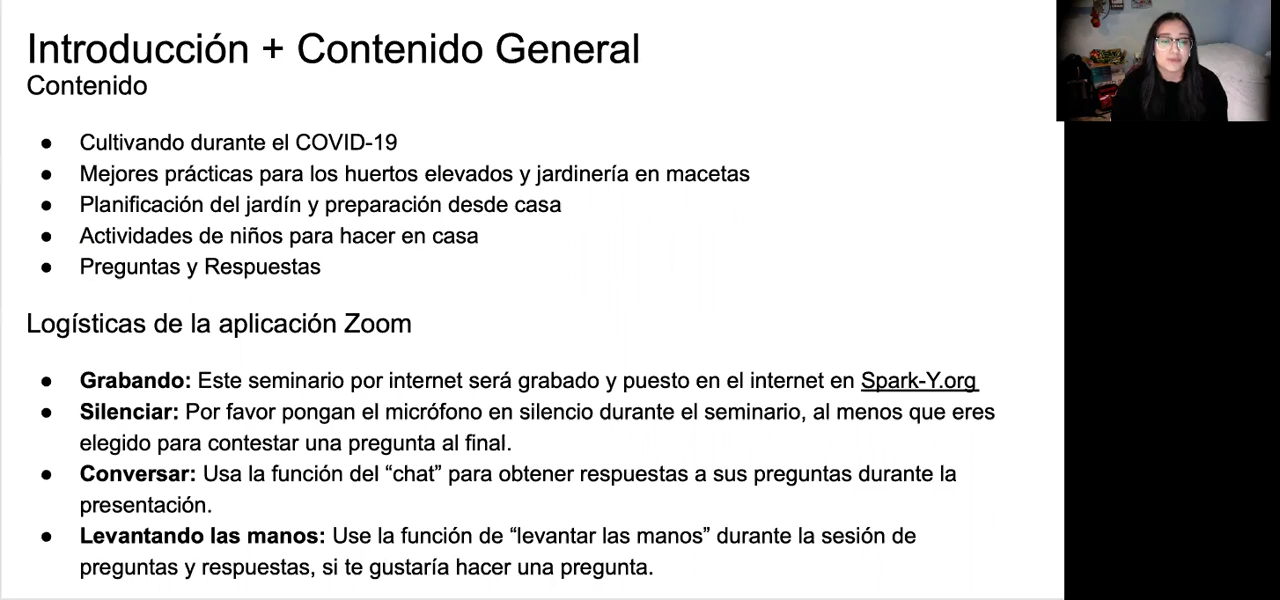 Introducción + Contenido General
Contenido
● Cultivando durante el COVID-19
● Mejores prácticas para los huertos elevados y jardinería en macetas
● Planificación del jardín y preparación desde casa
● Actividades de niños para hacer en casa
● Preguntas y Respuestas
Logísticas de la aplicación Zoom
● Grabando: Este seminario por internet será grabado y puesto en el internet en Spark-Y.org
● Silenciar: Por favor pongan el micrófono en silencio durante el seminario, al menos que eres
elegido para contestar una pregunta al final.
● Conversar: Usa la función del “chat” para obtener respuestas a sus preguntas durante la
presentación.
● Levantando las manos: Use la función de “levantar las manos” durante la sesión de
preguntas y respuestas, si te gustaría hacer una pregunta.